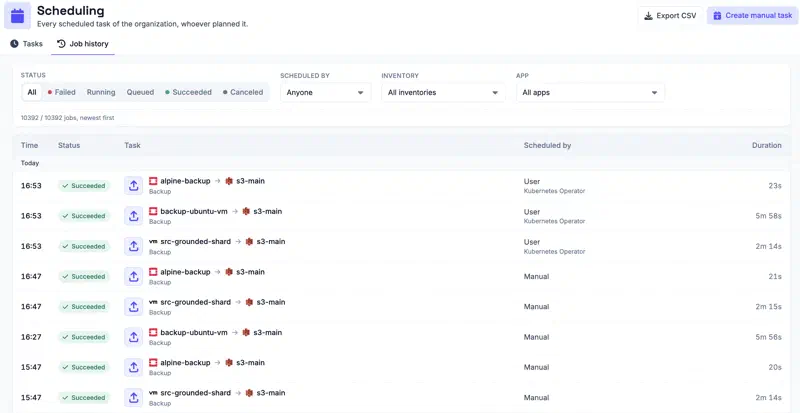 Scheduling
Every scheduled task of the organization, whoever planned it.
Export CSV
Create manual task
Tasks
Job history
STATUS
SCHEDULED BY
INVENTORY
APP
All
Failed
Running
Queued
Succeeded
Canceled
Anyone
All inventories
All apps
10392 / 10392 jobs, newest first
Time Status Task Scheduled by Duration
Today
16:53 Succeeded alpine-backup → s3-main User 23s
Backup Kubernetes Operator
16:53 Succeeded backup-ubuntu-vm → s3-main User 5m 58s
Backup Kubernetes Operator
16:53 Succeeded vm src-grounded-shard → s3-main User 2m 14s
Backup Kubernetes Operator
16:47 Succeeded alpine-backup → s3-main Manual 21s
Backup
16:47 Succeeded vm src-grounded-shard → s3-main Manual 2m 15s
Backup
16:27 Succeeded backup-ubuntu-vm → s3-main Manual 5m 56s
Backup
15:47 Succeeded alpine-backup → s3-main Manual 20s
Backup
15:47 Succeeded vm src-grounded-shard → s3-main Manual 2m 14s
Backup